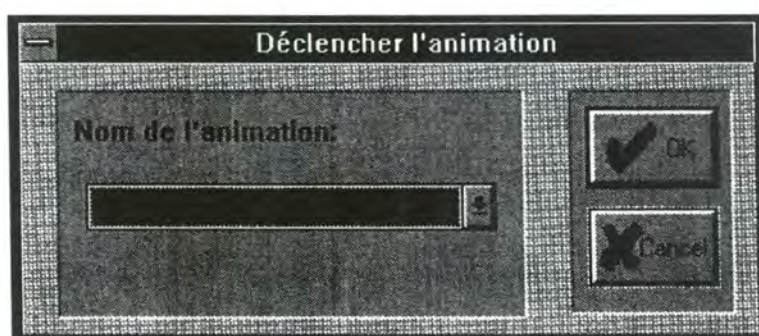 Déclencher l'animation
Nom de l'animation:
OK
Cancel